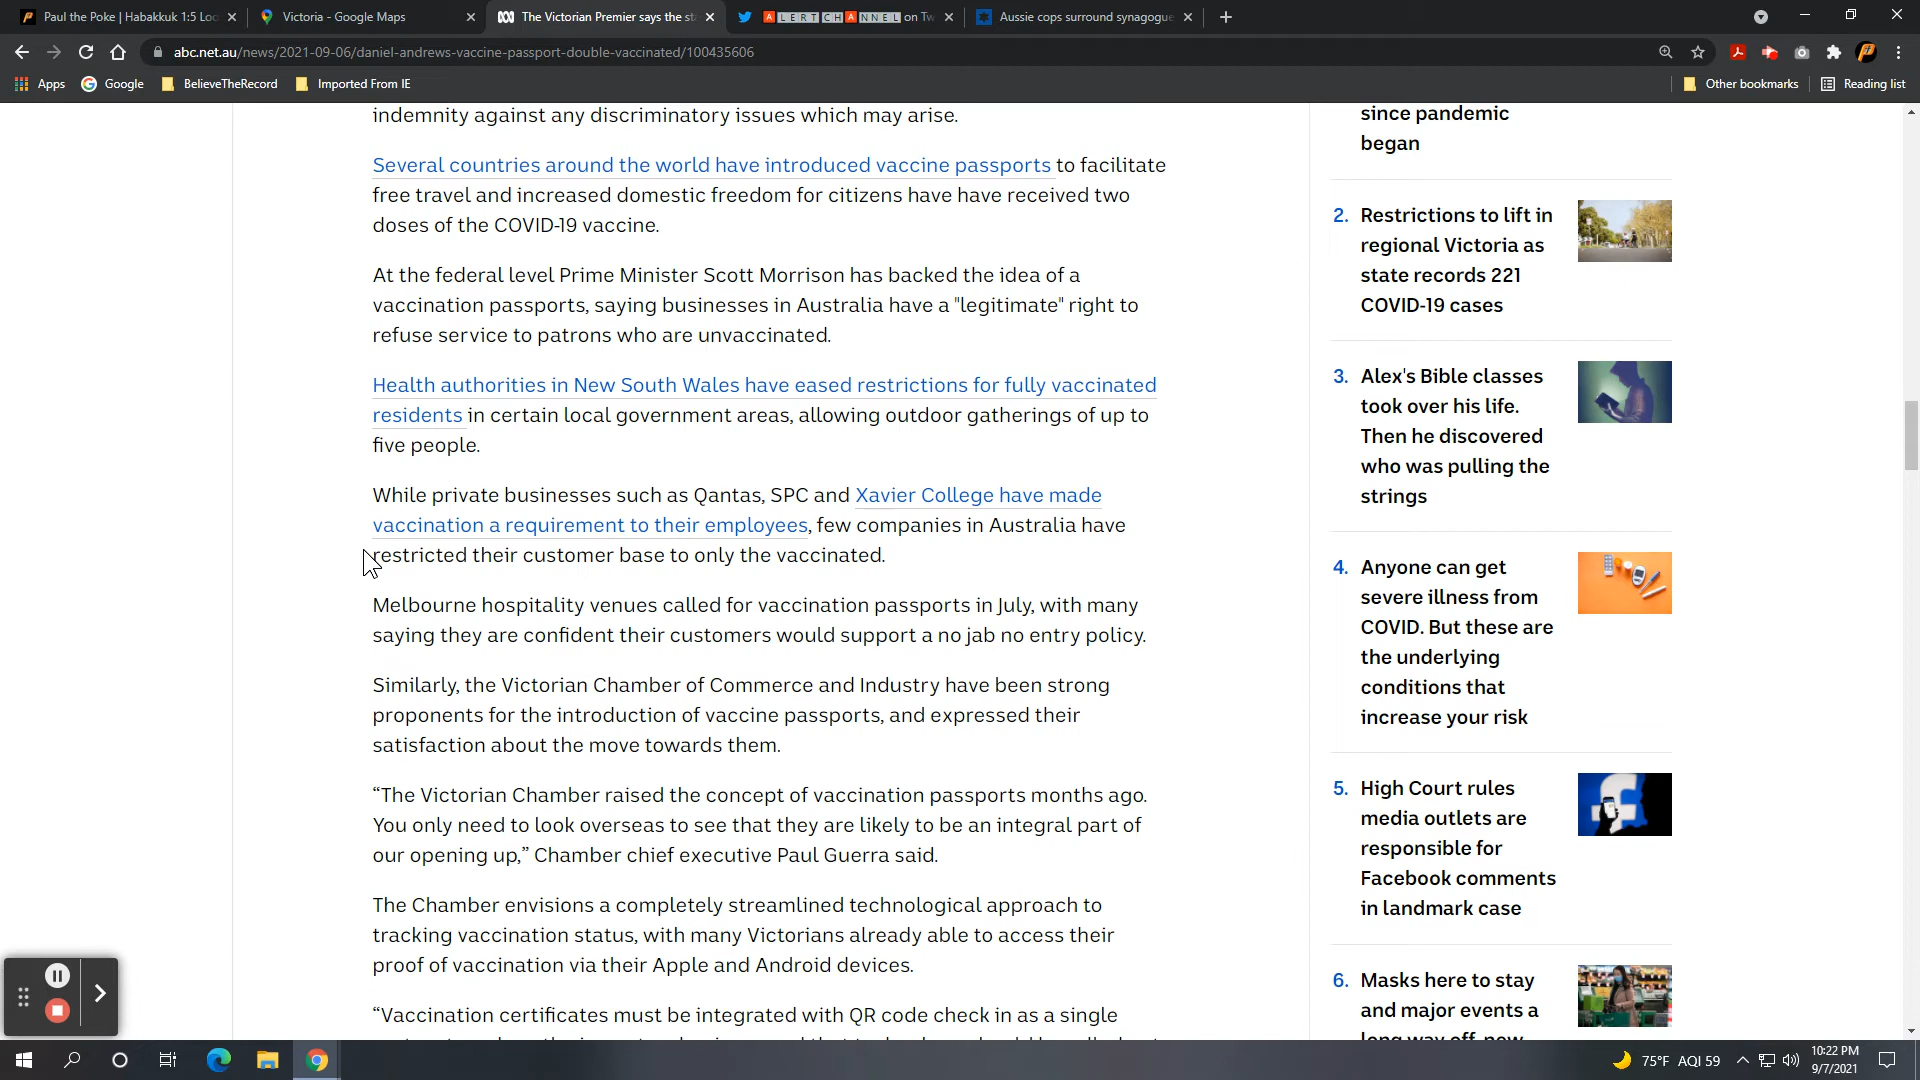 Paul the Poke | Habakkuk 1:5 Loo
Victoria - Google Maps
The Victorian Premier says the st
ALERTCHANNEL on Tw
Aussie cops surround synagogue
abc.net.au/news/2021-09-06/daniel-andrews-vaccine-passport-double-vaccinated/100435606
Apps
Google
BelieveTheRecord
Imported From IE
Other bookmarks
Reading list
indemnity against any discriminatory issues which may arise.
Several countries around the world have introduced vaccine passports to facilitate
free travel and increased domestic freedom for citizens have have received two
doses of the COVID-19 vaccine.
At the federal level Prime Minister Scott Morrison has backed the idea of a
vaccination passports, saying businesses in Australia have a "legitimate" right to
refuse service to patrons who are unvaccinated.
Health authorities in New South Wales have eased restrictions for fully vaccinated
residents in certain local government areas, allowing outdoor gatherings of up to
five people.
While private businesses such as Qantas, SPC and Xavier College have made
vaccination a requirement to their employees, few companies in Australia have
restricted their customer base to only the vaccinated.
Melbourne hospitality venues called for vaccination passports in July, with many
saying they are confident their customers would support a no jab no entry policy.
Similarly, the Victorian Chamber of Commerce and Industry have been strong
proponents for the introduction of vaccine passports, and expressed their
satisfaction about the move towards them.
“The Victorian Chamber raised the concept of vaccination passports months ago.
You only need to look overseas to see that they are likely to be an integral part of
our opening up,” Chamber chief executive Paul Guerra said.
The Chamber envisions a completely streamlined technological approach to
tracking vaccination status, with many Victorians already able to access their
proof of vaccination via their Apple and Android devices.
“Vaccination certificates must be integrated with QR code check in as a single
since pandemic
began
2. Restrictions to lift in
regional Victoria as
state records 221
COVID-19 cases
3. Alex's Bible classes
took over his life.
Then he discovered
who was pulling the
strings
4. Anyone can get
severe illness from
COVID. But these are
the underlying
conditions that
increase your risk
5. High Court rules
media outlets are
responsible for
Facebook comments
in landmark case
6. Masks here to stay
and major events a
long way off, new
75°F AQI 59
10:22 PM
9/7/2021